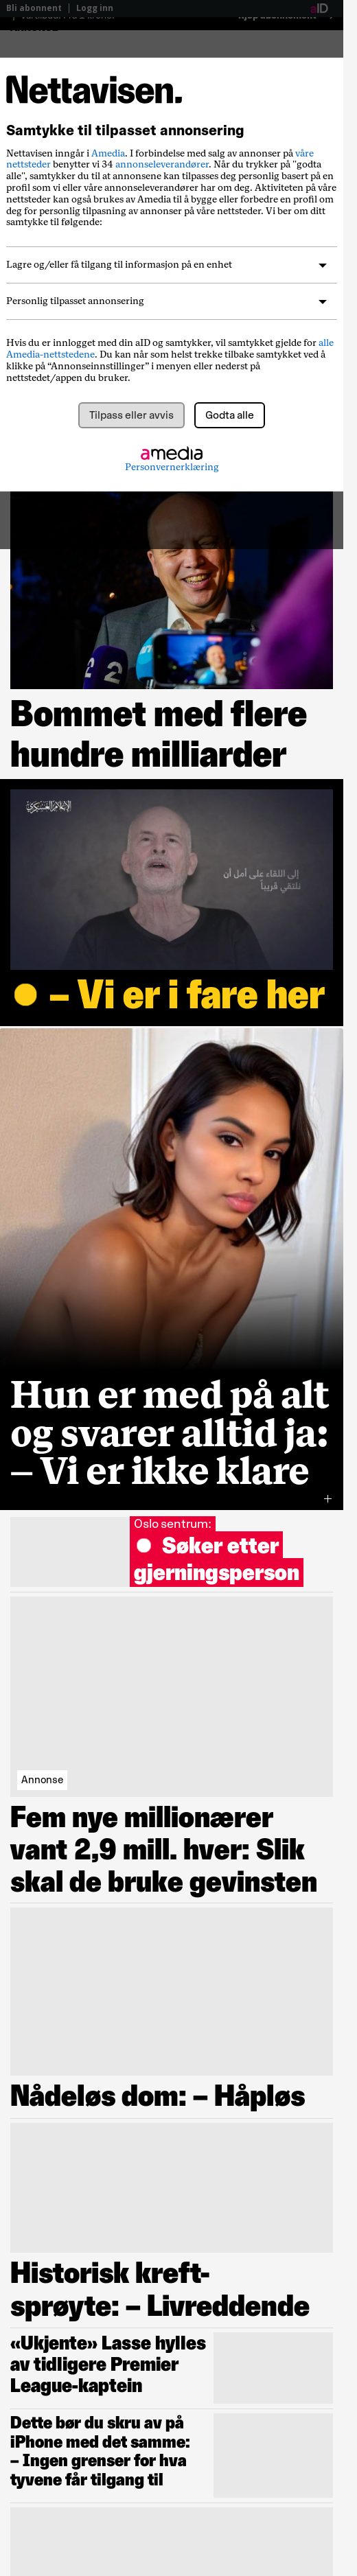 Bli abonnent | Logg inn
aID
Nettavisen.
Samtykke til tilpasset annonsering
Nettavisen inngår i Amedia. I forbindelse med salg av annonser på våre
nettsteder benytter vi 34 annonseleverandører. Når du trykker på "godta
alle", samtykker du til at annonsene kan tilpasses deg personlig basert på en
profil som vi eller våre annonseleverandører har om deg. Aktiviteten på våre
nettsteder kan også brukes av Amedia til å bygge eller forbedre en profil om
deg for personlig tilpasning av annonser på våre nettsteder. Vi ber om ditt
samtykke til følgende:
Lagre og/eller få tilgang til informasjon på en enhet
Personlig tilpasset annonsering
Hvis du er innlogget med din aID og samtykker, vil samtykket gjelde for alle
Amedia-nettstedene. Du kan når som helst trekke tilbake samtykket ved å
klikke på “Annonseinnstillinger” i menyen eller nederst på
nettstedet/appen du bruker.
Tilpass eller avvis
Godta alle
amedia
Personvernerklæring
2
Bommet med flere
hundre milliarder
الإعلام العسكري
إلى اللقاء على أمل أن
نلتقي قريباً
– Vi er i fare her
Hun er med på alt
og svarer alltid ja:
– Vi er ikke klare
+
Oslo sentrum:
Søker etter
gjerningsperson
Annonse
Fem nye millionærer
vant 2,9 mill. hver: Slik
skal de bruke gevinsten
Nådeløs dom: – Håpløs
Historisk kreft-
sprøyte: – Livreddende
«Ukjente» Lasse hylles
av tidligere Premier
League-kaptein
Dette bør du skru av på
iPhone med det samme:
– Ingen grenser for hva
tyvene får tilgang til